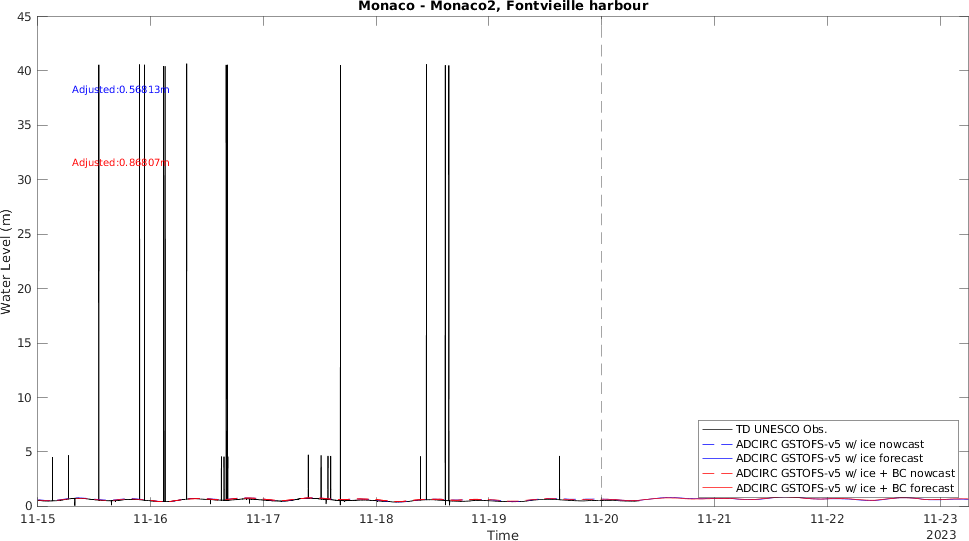 Monaco - Monaco2, Fontvieille harbour
45
40
35
30
25
20
15
10
5
0
Water Level (m)
Adjusted:0.56813m
Adjusted:0.86807m
TD UNESCO Obs.
ADCIRC GSTOFS-v5 w/ ice nowcast
ADCIRC GSTOFS-v5 w/ ice forecast
ADCIRC GSTOFS-v5 w/ ice + BC nowcast
ADCIRC GSTOFS-v5 w/ ice + BC forecast
11-15 11-16 11-17 11-18 11-19 11-20 11-21 11-22 11-23
2023
Time